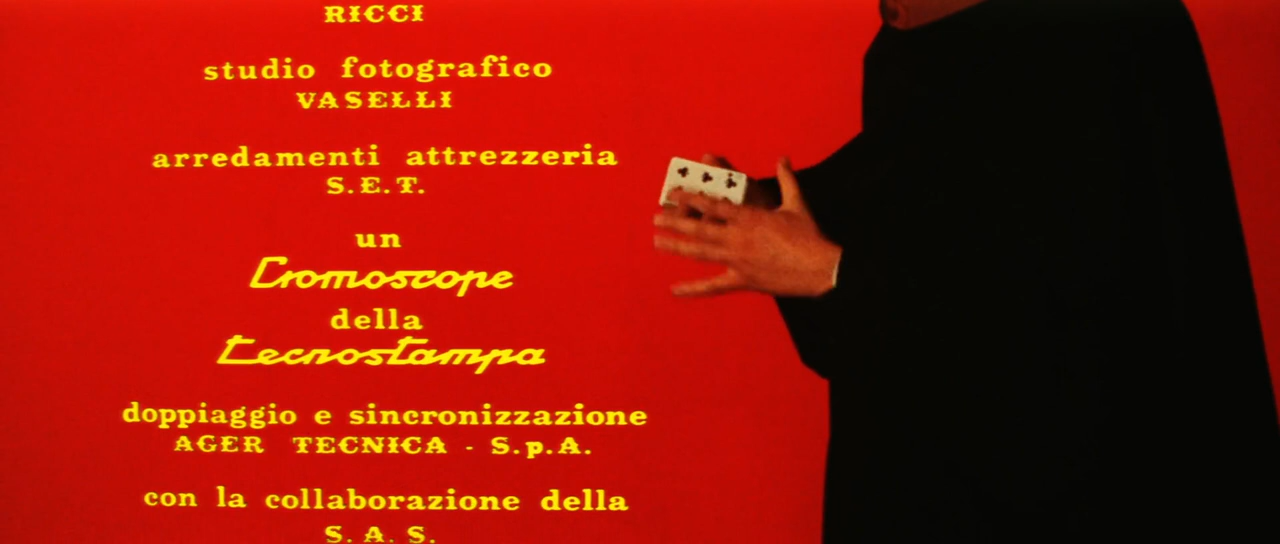 RICCI
studio fotografico
VASELLI
arredamenti attrezzeria
S.E.T.
un
Cromoscope
della
tecnostampa
doppiaggio e sincronizzazione
AGER TECNICA - S.p.A.
con la collaborazione della
S. A. S.